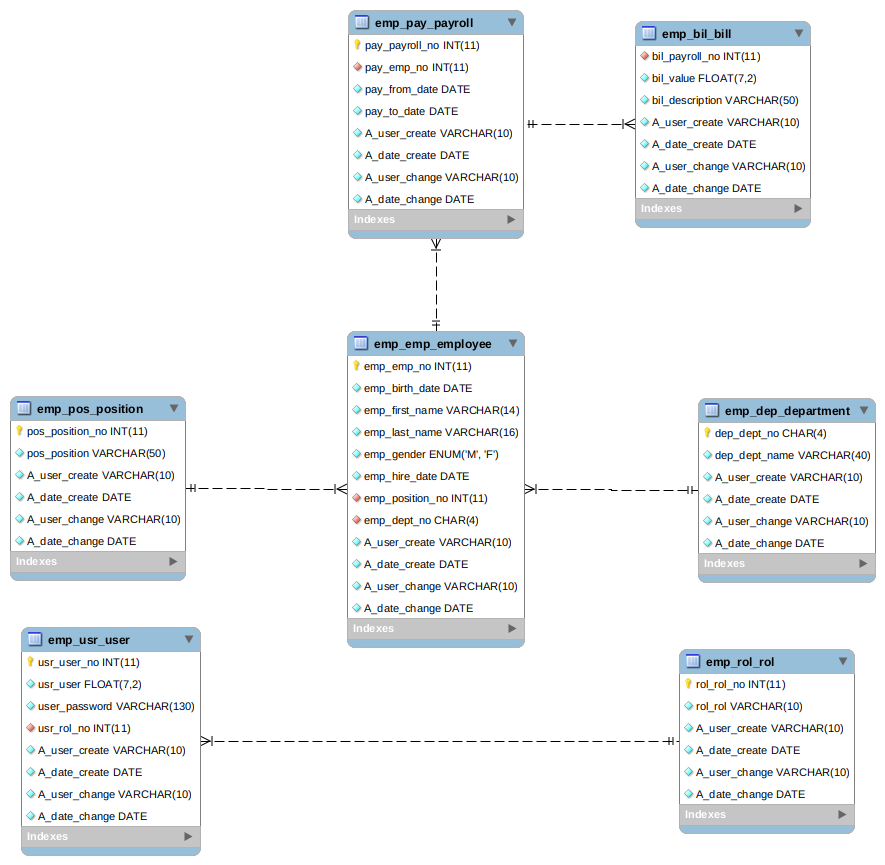 emp_pay_payroll
pay_payroll_no INT(11)
pay_emp_no INT(11)
pay_from_date DATE
pay_to_date DATE
A_user_create VARCHAR(10)
A_date_create DATE
A_user_change VARCHAR(10)
A_date_change DATE
Indexes
emp_bil_bill
bil_payroll_no INT(11)
bil_value FLOAT(7,2)
bil_description VARCHAR(50)
A_user_create VARCHAR(10)
A_date_create DATE
A_user_change VARCHAR(10)
A_date_change DATE
Indexes
emp_emp_employee
emp_emp_no INT(11)
emp_birth_date DATE
emp_first_name VARCHAR(14)
emp_last_name VARCHAR(16)
emp_gender ENUM('M', 'F')
emp_hire_date DATE
emp_position_no INT(11)
emp_dept_no CHAR(4)
A_user_create VARCHAR(10)
A_date_create DATE
A_user_change VARCHAR(10)
A_date_change DATE
Indexes
emp_pos_position
pos_position_no INT(11)
pos_position VARCHAR(50)
A_user_create VARCHAR(10)
A_date_create DATE
A_user_change VARCHAR(10)
A_date_change DATE
Indexes
emp_dep_department
dep_dept_no CHAR(4)
dep_dept_name VARCHAR(40)
A_user_create VARCHAR(10)
A_date_create DATE
A_user_change VARCHAR(10)
A_date_change DATE
Indexes
emp_usr_user
usr_user_no INT(11)
usr_user FLOAT(7,2)
user_password VARCHAR(130)
usr_rol_no INT(11)
A_user_create VARCHAR(10)
A_date_create DATE
A_user_change VARCHAR(10)
A_date_change DATE
Indexes
emp_rol_rol
rol_rol_no INT(11)
rol_rol VARCHAR(10)
A_user_create VARCHAR(10)
A_date_create DATE
A_user_change VARCHAR(10)
A_date_change DATE
Indexes